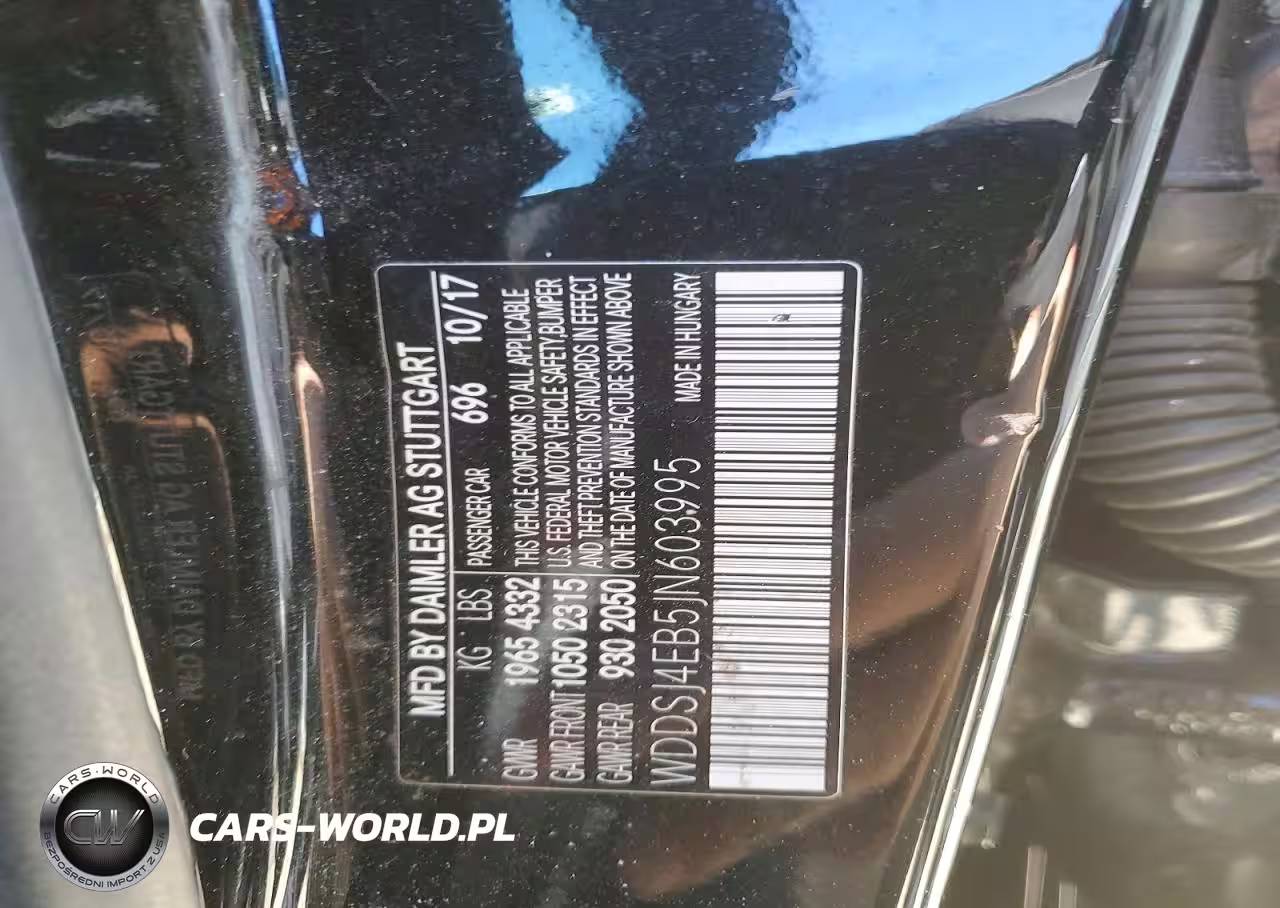 MFD BY DAIMLER AG STUTTGART
KG LBS PASSENGER CAR 696 10/17
GVWR 1965 4332
GAWR FRONT 1050 2315
GAWR REAR 930 2050
THIS VEHICLE CONFORMS TO ALL APPLICABLE
U.S. FEDERAL MOTOR VEHICLE SAFETY, BUMPER
AND THEFT PREVENTION STANDARDS IN EFFECT
ON THE DATE OF MANUFACTURE SHOWN ABOVE
WDDSJ4EB5JN603995 MADE IN HUNGARY
CARS-WORLD
CW
BEZPOŚREDNI IMPORT Z USA
CARS-WORLD.PL